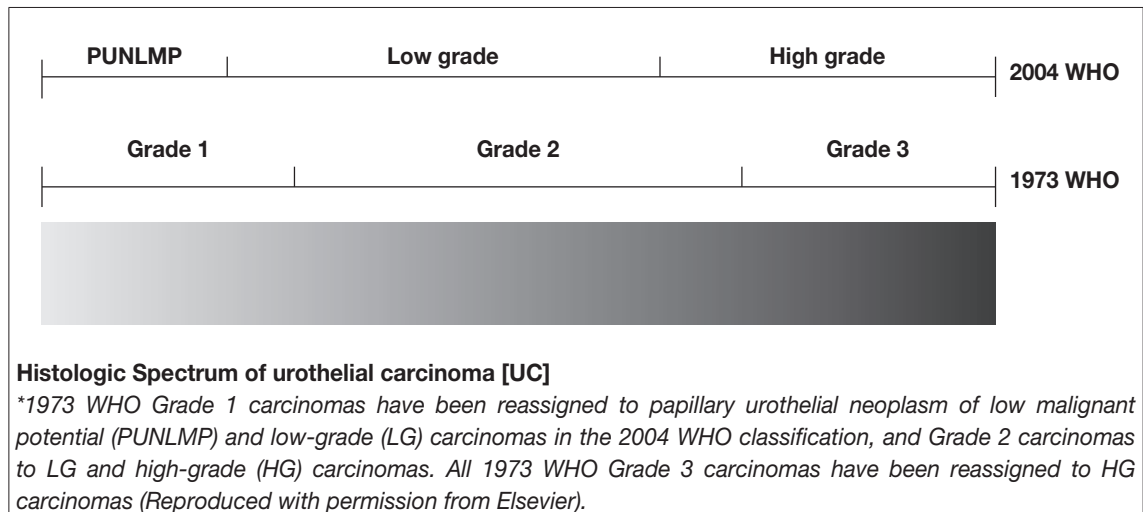 PUNLMP Low grade High grade 2004 WHO
Grade 1 Grade 2 Grade 3 1973 WHO
Histologic Spectrum of urothelial carcinoma [UC]
*1973 WHO Grade 1 carcinomas have been reassigned to papillary urothelial neoplasm of low malignant
potential (PUNLMP) and low-grade (LG) carcinomas in the 2004 WHO classification, and Grade 2 carcinomas
to LG and high-grade (HG) carcinomas. All 1973 WHO Grade 3 carcinomas have been reassigned to HG
carcinomas (Reproduced with permission from Elsevier).